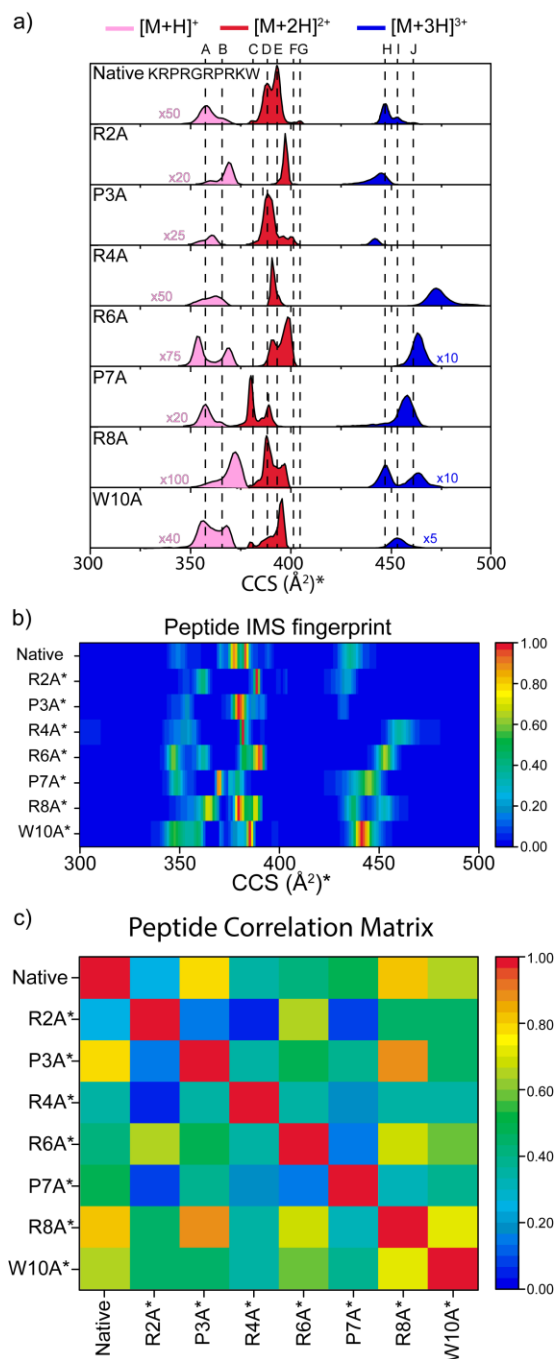 a)
[M+H]⁺ [M+2H]²⁺ [M+3H]³⁺
A B C D E F G H I J
Native KRPRGRPRKW
x50
R2A
x20
P3A
x25
R4A
x50
R6A
x75 x10
P7A
x20
R8A
x100 x10
W10A
x40 x5
300 350 400 450 500
CCS (Å²)*
b)
Peptide IMS fingerprint
Native
R2A*
P3A*
R4A*
R6A*
P7A*
R8A*
W10A*
300 350 400 450 500
CCS (Å²)*
1.00
0.80
0.60
0.40
0.20
0.00
c)
Peptide Correlation Matrix
Native
R2A*
P3A*
R4A*
R6A*
P7A*
R8A*
W10A*
Native R2A* P3A* R4A* R6A* P7A* R8A* W10A*
1.00
0.80
0.60
0.40
0.20
0.00